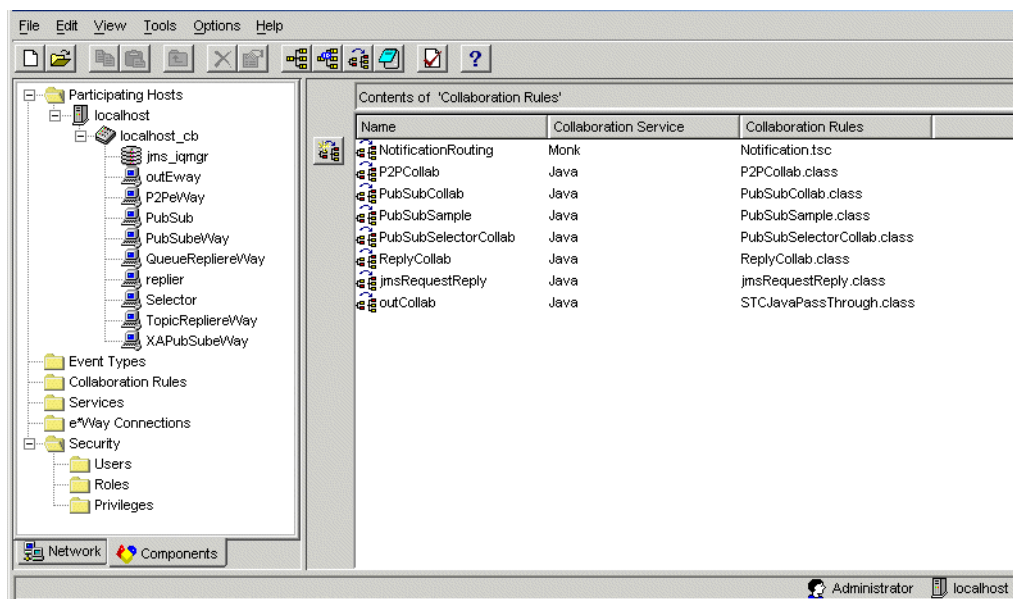 File Edit View Tools Options Help
?
Participating Hosts
localhost
localhost_cb
jms_iqmgr
outEway
P2PeWay
PubSub
PubSubeWay
QueueRepliereWay
replier
Selector
TopicRepliereWay
XAPubSubeWay
Event Types
Collaboration Rules
Services
e*Way Connections
Security
Users
Roles
Privileges
Network Components
Contents of 'Collaboration Rules'
Name Collaboration Service Collaboration Rules
NotificationRouting Monk Notification.tsc
P2PCollab Java P2PCollab.class
PubSubCollab Java PubSubCollab.class
PubSubSample Java PubSubSample.class
PubSubSelectorCollab Java PubSubSelectorCollab.class
ReplyCollab Java ReplyCollab.class
jmsRequestReply Java jmsRequestReply.class
outCollab Java STCJavaPassThrough.class
Administrator localhost